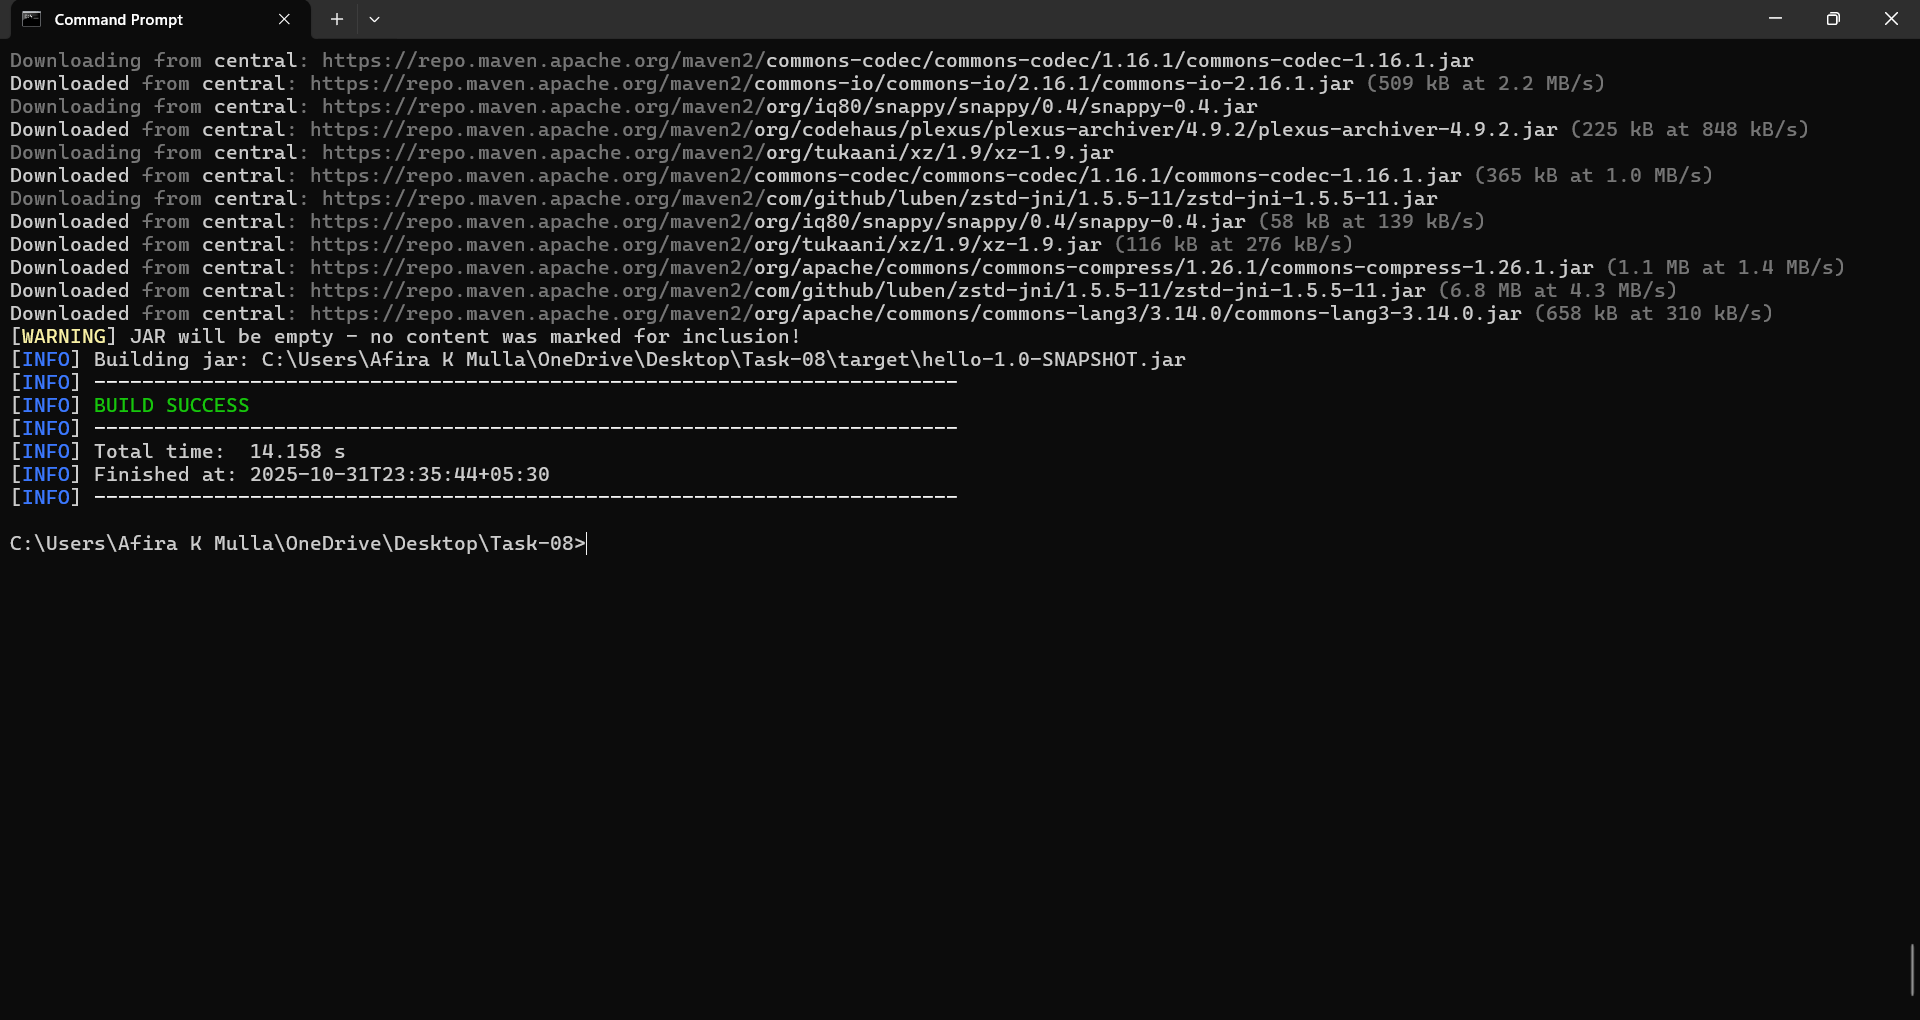 Command Prompt
Downloading from central: https://repo.maven.apache.org/maven2/commons-codec/commons-codec/1.16.1/commons-codec-1.16.1.jar
Downloaded from central: https://repo.maven.apache.org/maven2/commons-io/commons-io/2.16.1/commons-io-2.16.1.jar (509 kB at 2.2 MB/s)
Downloading from central: https://repo.maven.apache.org/maven2/org/iq80/snappy/snappy/0.4/snappy-0.4.jar
Downloaded from central: https://repo.maven.apache.org/maven2/org/codehaus/plexus/plexus-archiver/4.9.2/plexus-archiver-4.9.2.jar (225 kB at 848 kB/s)
Downloading from central: https://repo.maven.apache.org/maven2/org/tukaani/xz/1.9/xz-1.9.jar
Downloaded from central: https://repo.maven.apache.org/maven2/commons-codec/commons-codec/1.16.1/commons-codec-1.16.1.jar (365 kB at 1.0 MB/s)
Downloading from central: https://repo.maven.apache.org/maven2/com/github/luben/zstd-jni/1.5.5-11/zstd-jni-1.5.5-11.jar
Downloaded from central: https://repo.maven.apache.org/maven2/org/iq80/snappy/snappy/0.4/snappy-0.4.jar (58 kB at 139 kB/s)
Downloaded from central: https://repo.maven.apache.org/maven2/org/tukaani/xz/1.9/xz-1.9.jar (116 kB at 276 kB/s)
Downloaded from central: https://repo.maven.apache.org/maven2/org/apache/commons/commons-compress/1.26.1/commons-compress-1.26.1.jar (1.1 MB at 1.4 MB/s)
Downloaded from central: https://repo.maven.apache.org/maven2/com/github/luben/zstd-jni/1.5.5-11/zstd-jni-1.5.5-11.jar (6.8 MB at 4.3 MB/s)
Downloaded from central: https://repo.maven.apache.org/maven2/org/apache/commons/commons-lang3/3.14.0/commons-lang3-3.14.0.jar (658 kB at 310 kB/s)
[WARNING] JAR will be empty - no content was marked for inclusion!
[INFO] Building jar: C:\Users\Afira K Mulla\OneDrive\Desktop\Task-08\target\hello-1.0-SNAPSHOT.jar
[INFO] ------------------------------------------------------------------------
[INFO] BUILD SUCCESS
[INFO] ------------------------------------------------------------------------
[INFO] Total time:  14.158 s
[INFO] Finished at: 2025-10-31T23:35:44+05:30
[INFO] ------------------------------------------------------------------------
C:\Users\Afira K Mulla\OneDrive\Desktop\Task-08>